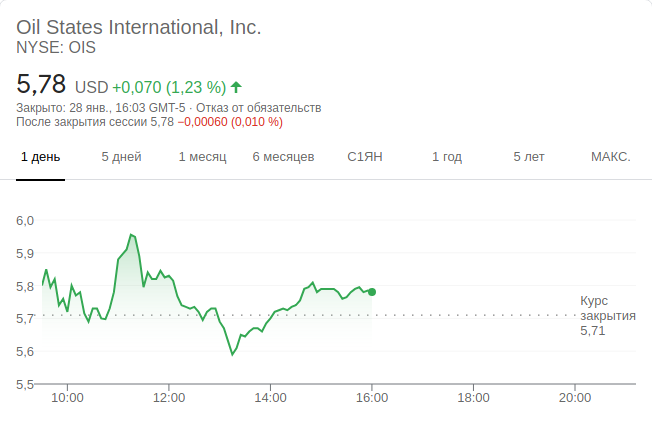 Oil States International, Inc.
NYSE: OIS
5,78 USD +0,070 (1,23 %)
Закрыто: 28 янв., 16:03 GMT-5 · Отказ от обязательств
После закрытия сессии 5,78 −0,00060 (0,010 %)
1 день 5 дней 1 месяц 6 месяцев С1ЯН 1 год 5 лет МАКС.
6,0
5,9
5,8
5,7
5,6
5,5
Курс
закрытия
5,71
10:00 12:00 14:00 16:00 18:00 20:00